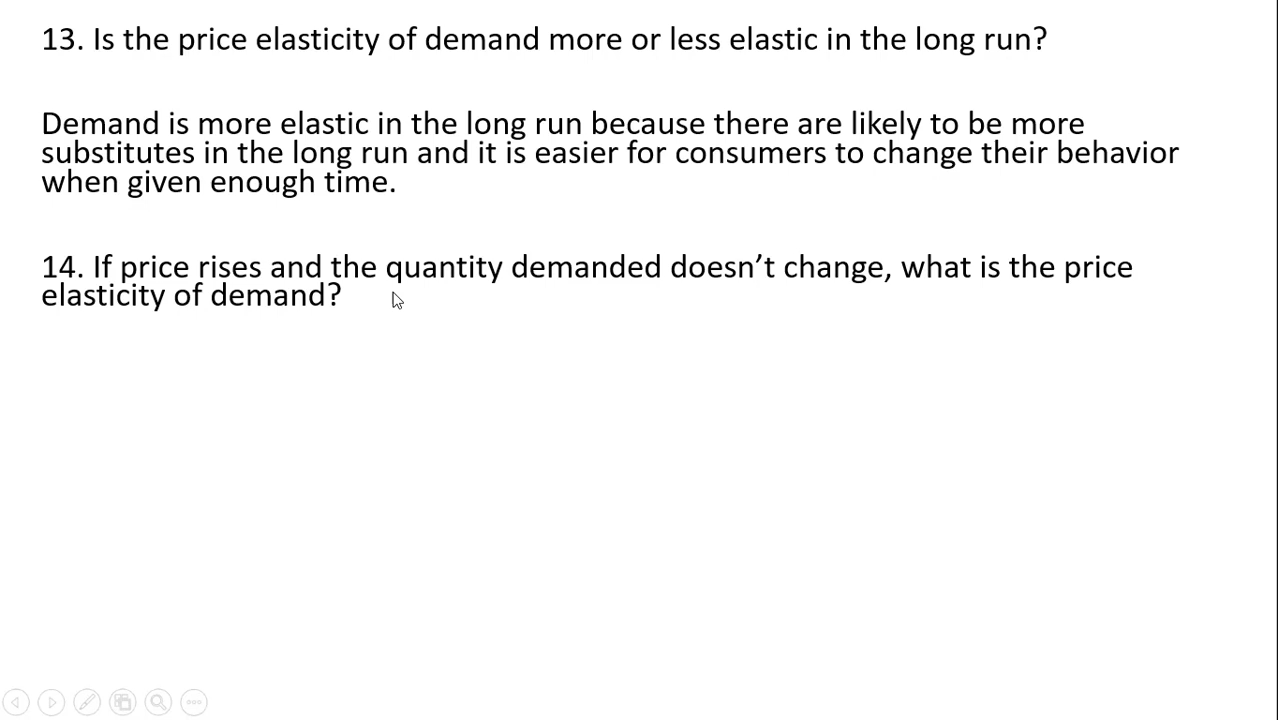 13. Is the price elasticity of demand more or less elastic in the long run?
Demand is more elastic in the long run because there are likely to be more
substitutes in the long run and it is easier for consumers to change their behavior
when given enough time.
14. If price rises and the quantity demanded doesn’t change, what is the price
elasticity of demand?